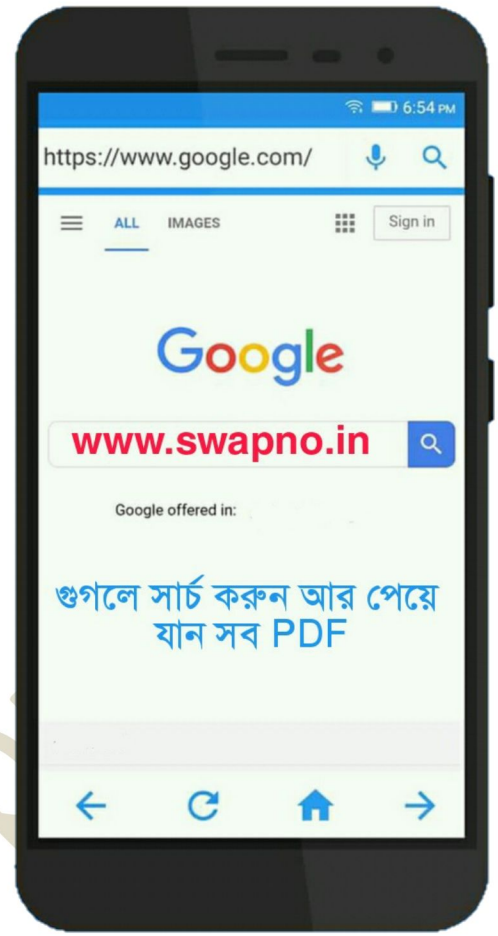 6:54 PM
https://www.google.com/
ALL IMAGES Sign in
Google
www.swapno.in
Google offered in:
গুগলে সার্চ করুন আর পেয়ে
যান সব PDF